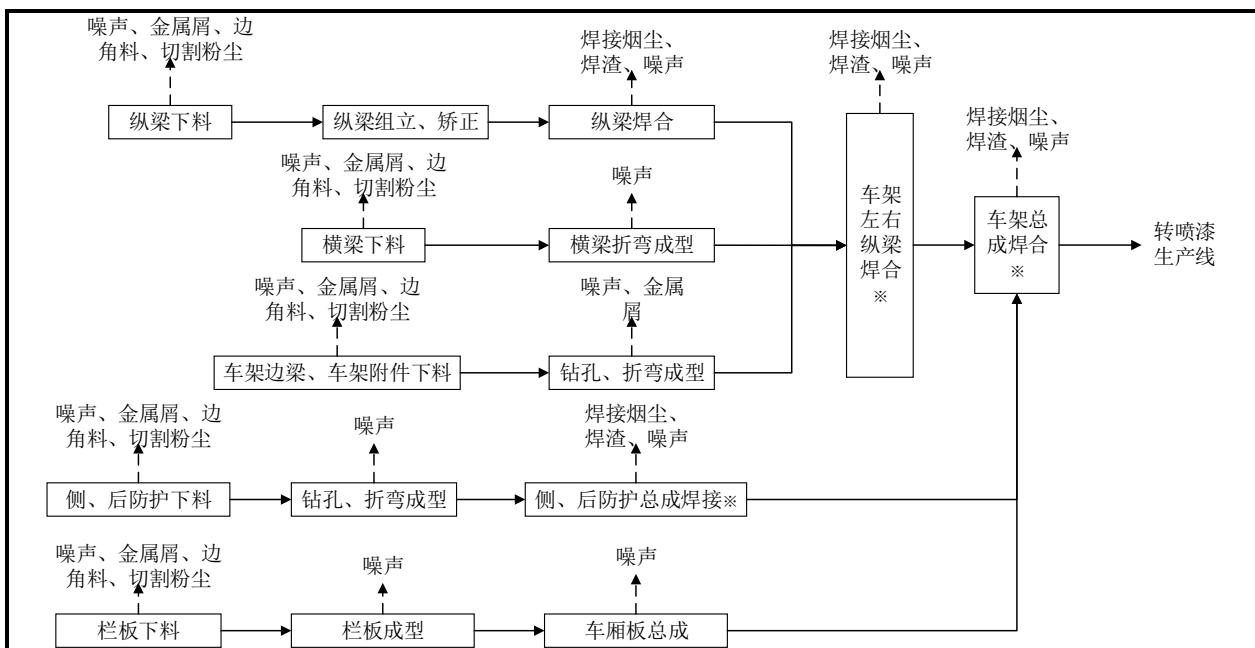 噪声、金属屑、边
角料、切割粉尘
焊接烟尘、
焊渣、噪声
焊接烟尘、
焊渣、噪声
焊接烟尘、
焊渣、噪声
纵梁下料
纵梁组立、矫正
纵梁焊合
噪声、金属屑、边
角料、切割粉尘
噪声
横梁下料
横梁折弯成型
车架
左右
纵梁
焊合
※
车架总
成焊合
※
转喷漆
生产线
噪声、金属屑、边
角料、切割粉尘
噪声、金属
屑
车架边梁、车架附件下料
钻孔、折弯成型
噪声、金属屑、边
角料、切割粉尘
噪声
焊接烟尘、
焊渣、噪声
侧、后防护下料
钻孔、折弯成型
侧、后防护总成焊接※
噪声、金属屑、边
角料、切割粉尘
噪声
噪声
栏板下料
栏板成型
车厢板总成